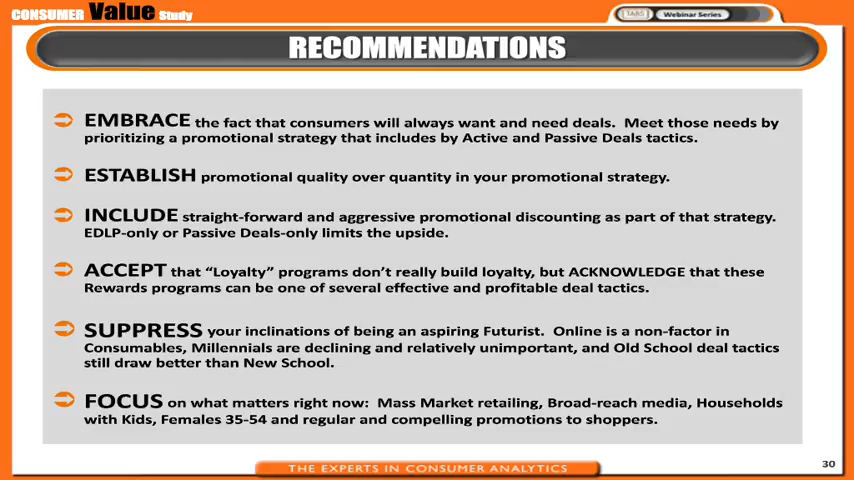 CONSUMER Value Study
TABS Webinar Series
RECOMMENDATIONS
EMBRACE the fact that consumers will always want and need deals. Meet those needs by
prioritizing a promotional strategy that includes by Active and Passive Deals tactics.
ESTABLISH promotional quality over quantity in your promotional strategy.
INCLUDE straight-forward and aggressive promotional discounting as part of that strategy.
EDLP-only or Passive Deals-only limits the upside.
ACCEPT that “Loyalty” programs don’t really build loyalty, but ACKNOWLEDGE that these
Rewards programs can be one of several effective and profitable deal tactics.
SUPPRESS your inclinations of being an aspiring Futurist. Online is a non-factor in
Consumables, Millennials are declining and relatively unimportant, and Old School deal tactics
still draw better than New School.
FOCUS on what matters right now: Mass Market retailing, Broad-reach media, Households
with Kids, Females 35-54 and regular and compelling promotions to shoppers.
THE EXPERTS IN CONSUMER ANALYTICS
30